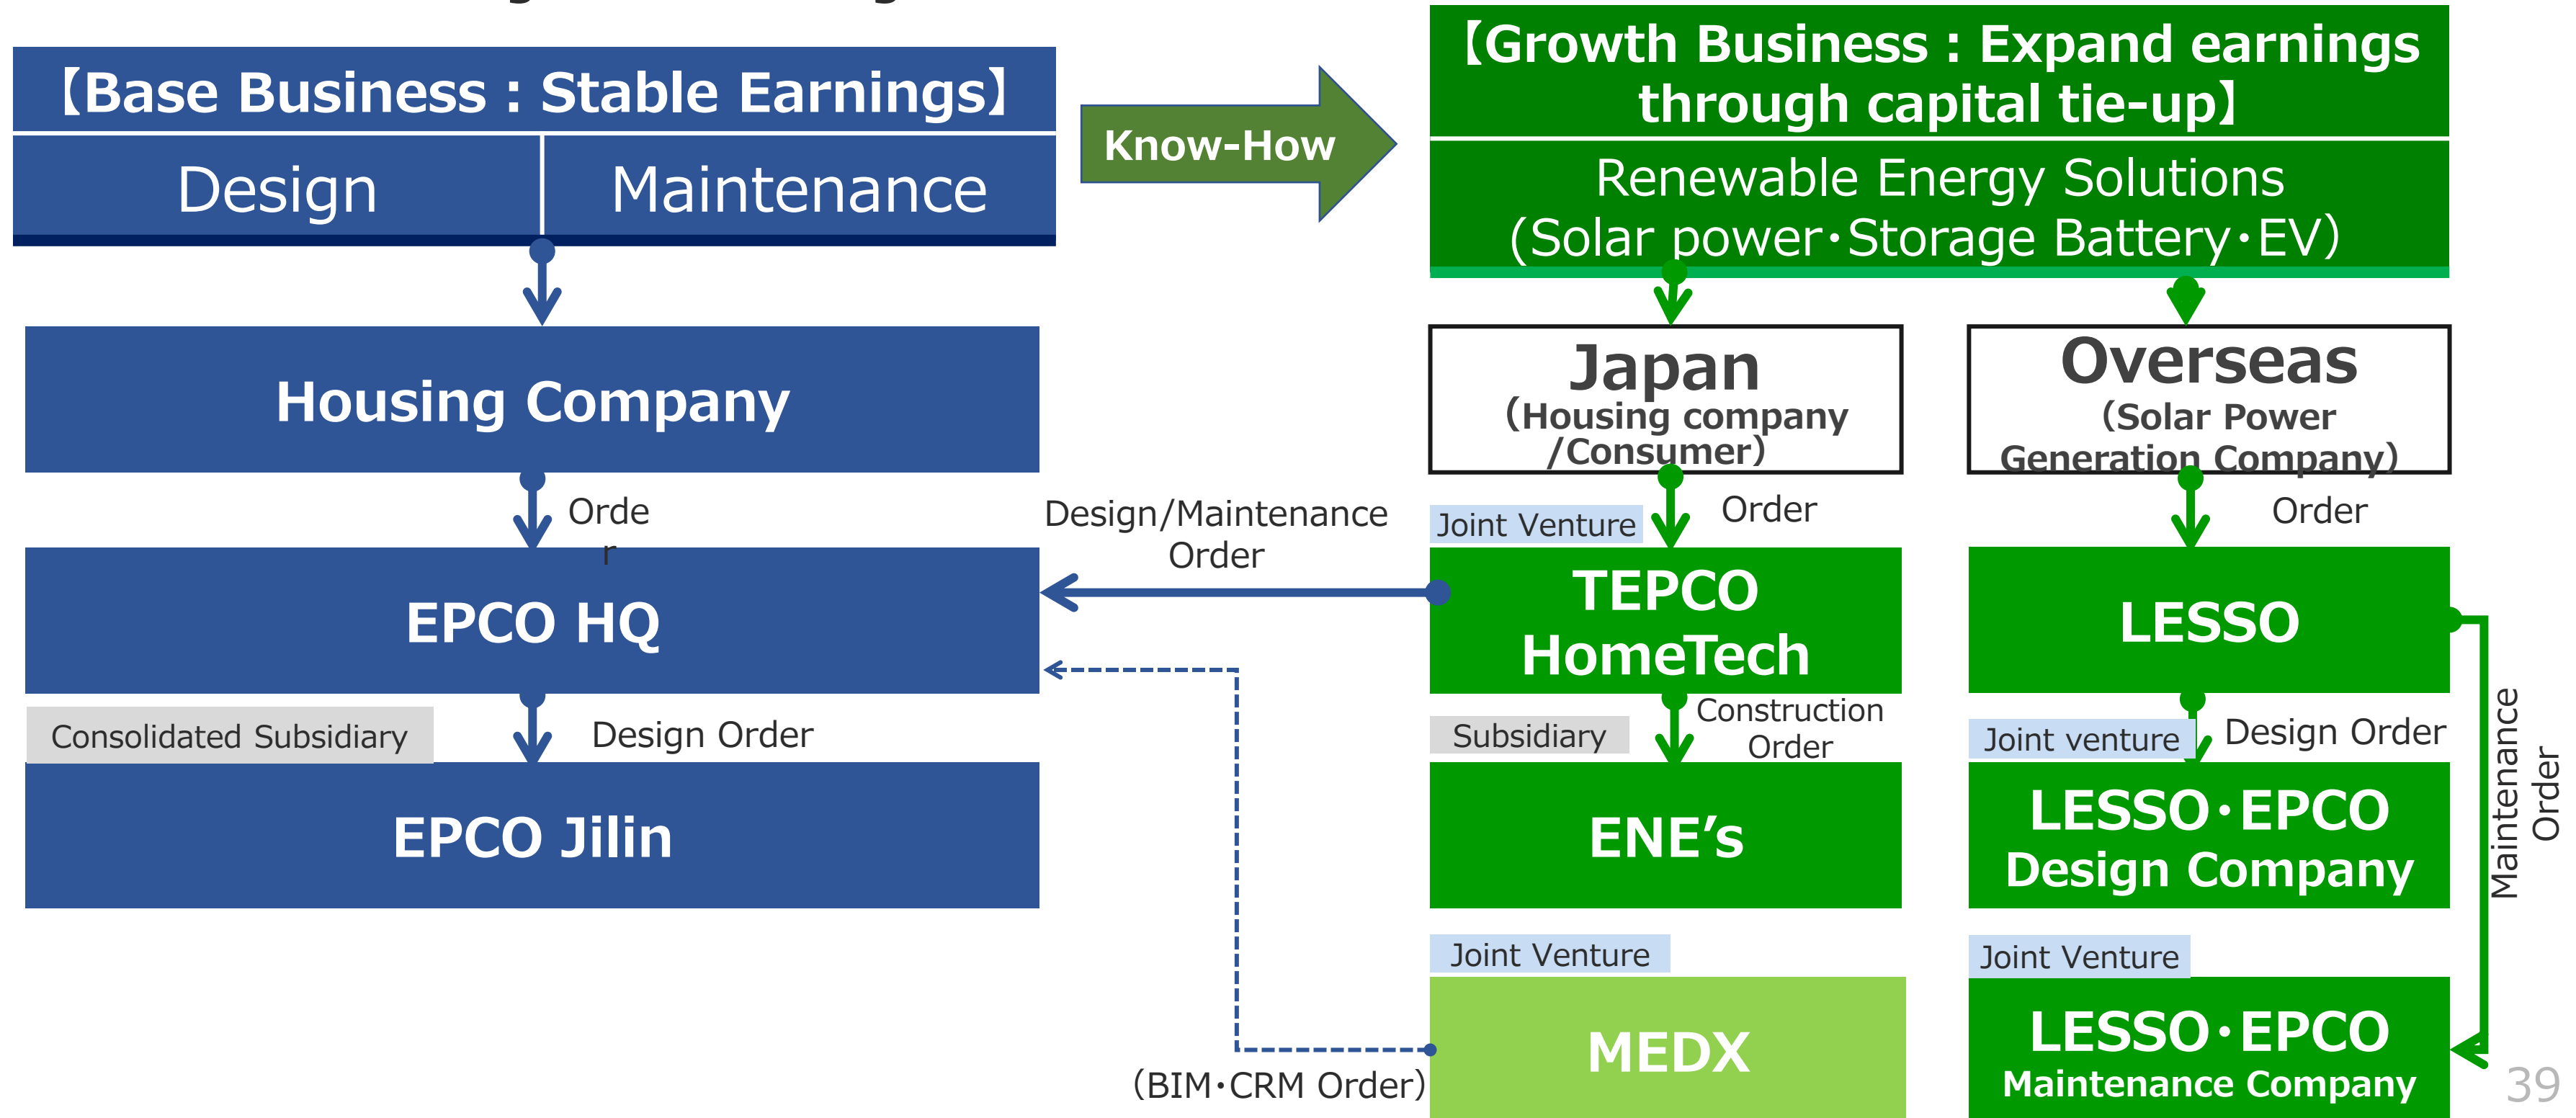 【Base Business：Stable Earnings】
Design
Maintenance
Know-How
【Growth Business：Expand earnings
through capital tie-up】
Renewable Energy Solutions
(Solar power・Storage Battery・EV）
Housing Company
Orde
r
EPCO HQ
Consolidated Subsidiary
Design Order
EPCO Jilin
Design/Maintenance
Order
Japan
（Housing company
/Consumer）
Joint Venture
Order
TEPCO
HomeTech
Subsidiary
Construction
Order
ENE’s
Joint Venture
MEDX
（BIM・CRM Order）
Overseas
（Solar Power
Generation Company）
Order
LESSO
Joint venture
Design Order
LESSO・EPCO
Design Company
Maintenance
Order
Joint Venture
LESSO・EPCO
Maintenance Company
39